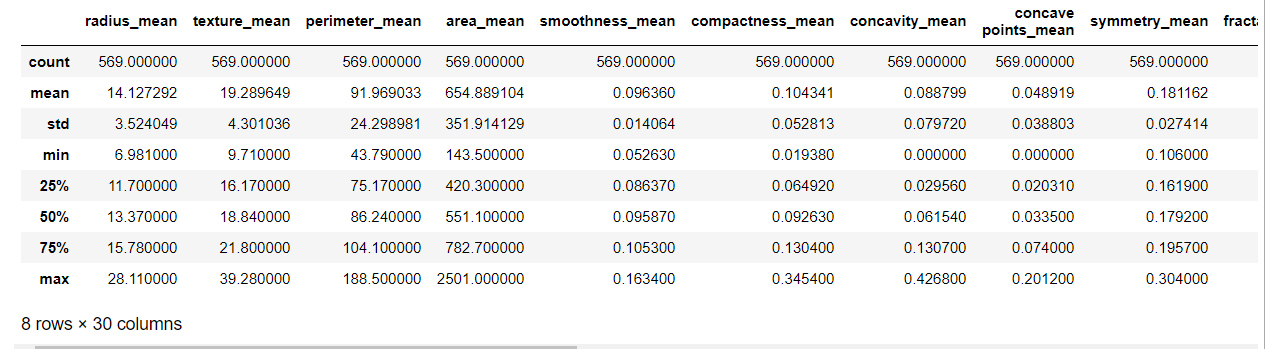 radius_mean texture_mean perimeter_mean area_mean smoothness_mean compactness_mean concavity_mean concave points_mean symmetry_mean fracta
count 569.000000 569.000000 569.000000 569.000000 569.000000 569.000000 569.000000 569.000000 569.000000
mean 14.127292 19.289649 91.969033 654.889104 0.096360 0.104341 0.088799 0.048919 0.181162
std 3.524049 4.301036 24.298981 351.914129 0.014064 0.052813 0.079720 0.038803 0.027414
min 6.981000 9.710000 43.790000 143.500000 0.052630 0.019380 0.000000 0.000000 0.106000
25% 11.700000 16.170000 75.170000 420.300000 0.086370 0.064920 0.029560 0.020310 0.161900
50% 13.370000 18.840000 86.240000 551.100000 0.095870 0.092630 0.061540 0.033500 0.179200
75% 15.780000 21.800000 104.100000 782.700000 0.105300 0.130400 0.130700 0.074000 0.195700
max 28.110000 39.280000 188.500000 2501.000000 0.163400 0.345400 0.426800 0.201200 0.304000
8 rows × 30 columns